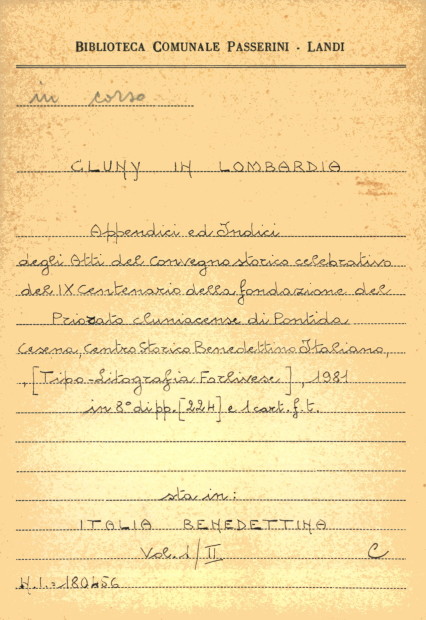 BIBLIOTECA COMUNALE PASSERINI - LANDI
in corso
CLUNY IN LOMBARDIA
Appendici ed Indici
degli Atti del Convegno storico celebrativo
del IX Centenario della fondazione del
Priorato cluniacense di Pontida
Cesena, Centro Storico Benedettino Italiano,
[Tipo-Litografia Forlivese], 1981
in 8° di pp. [224] e 1 cart. f. t.
sta in:
ITALIA BENEDETTINA
Vol. 1/II C
N.I.= 180456